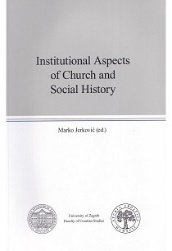 Institutional Aspects
of Church and
Social History
Marko Jerković (ed.)
University of Zagreb
Faculty of Croatian Studies